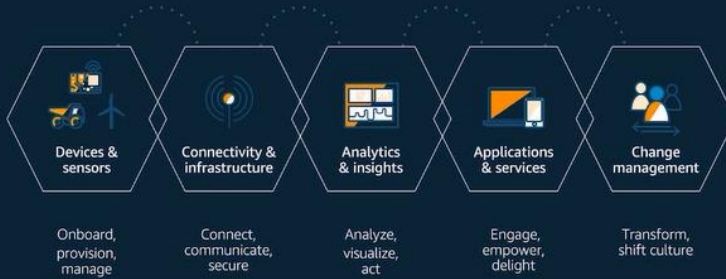 Devices &
sensors
Connectivity &
infrastructure
Analytics
& insights
Applications
& services
Change
management
Onboard,
provision,
manage
Connect,
communicate,
secure
Analyze,
visualize,
act
Engage,
empower,
delight
Transform,
shift culture